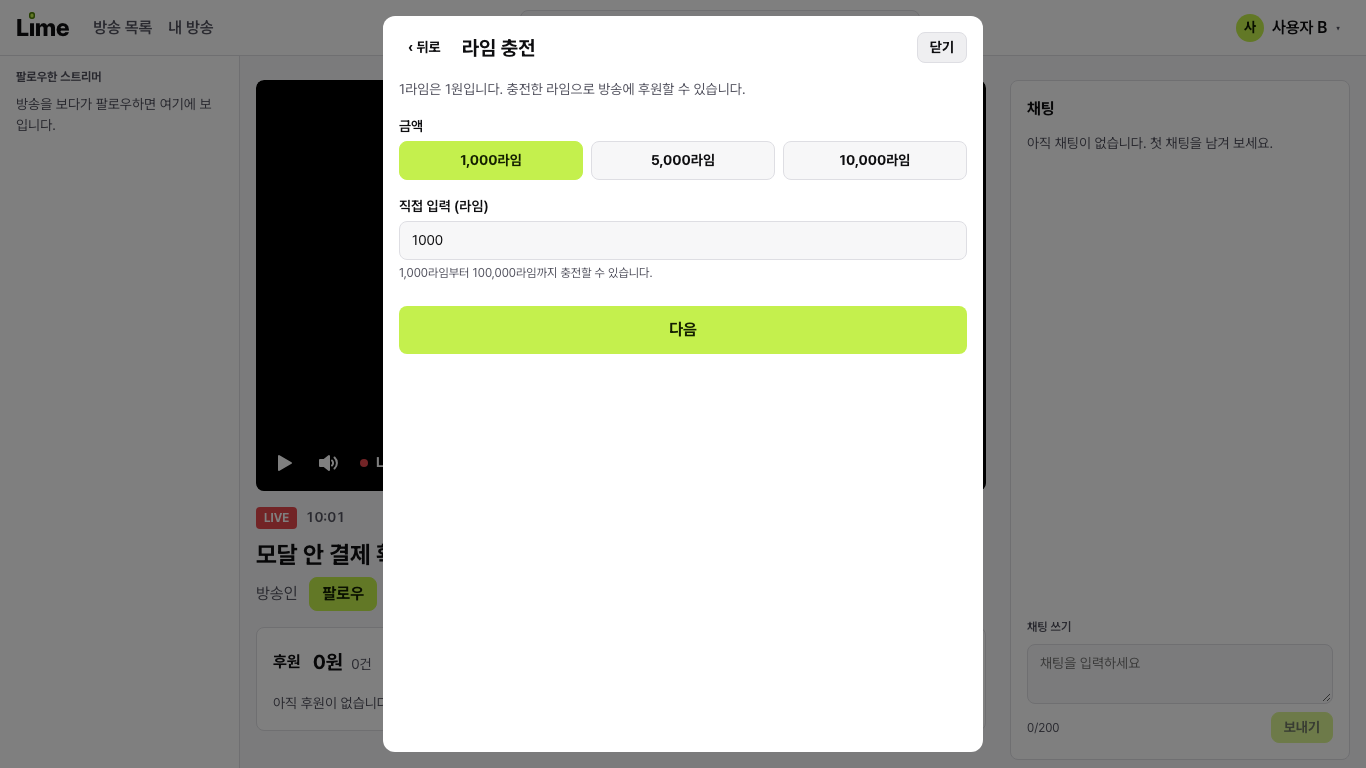 Lime
방송 목록
내 방송
사
사용자 B
팔로우한 스트리머
방송을 보다가 팔로우하면 여기에 보
입니다.
‹ 뒤로
라임 충전
닫기
1라임은 1원입니다. 충전한 라임으로 방송에 후원할 수 있습니다.
금액
1,000라임
5,000라임
10,000라임
직접 입력 (라임)
1000
1,000라임부터 100,000라임까지 충전할 수 있습니다.
다음
LIVE
10:01
모달 안 결제
방송인
팔로우
후원
0원
0건
아직 후원이 없습니다
채팅
아직 채팅이 없습니다. 첫 채팅을 남겨 보세요.
채팅 쓰기
채팅을 입력하세요
0/200
보내기